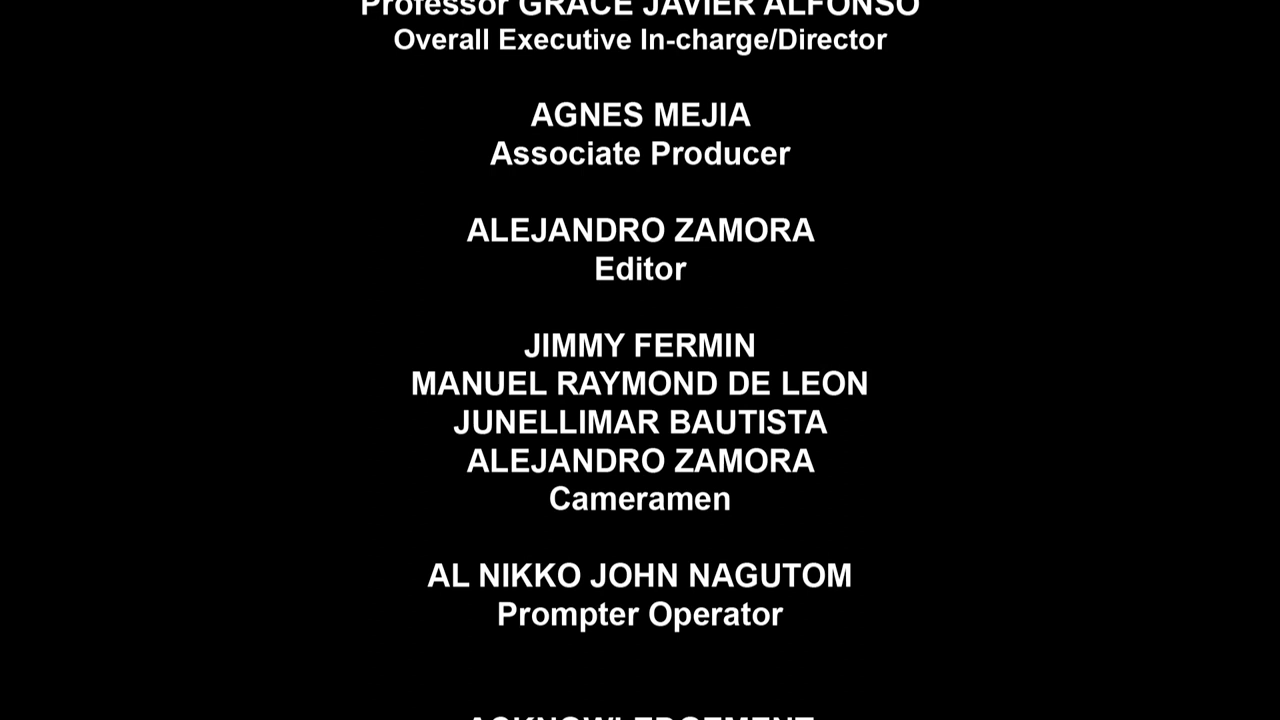 Professor GRACE JAVIER ALFONSO
Overall Executive In-charge/Director
AGNES MEJIA
Associate Producer
ALEJANDRO ZAMORA
Editor
JIMMY FERMIN
MANUEL RAYMOND DE LEON
JUNELLIMAR BAUTISTA
ALEJANDRO ZAMORA
Cameramen
AL NIKKO JOHN NAGUTOM
Prompter Operator
ACKNOWLEDGEMENT